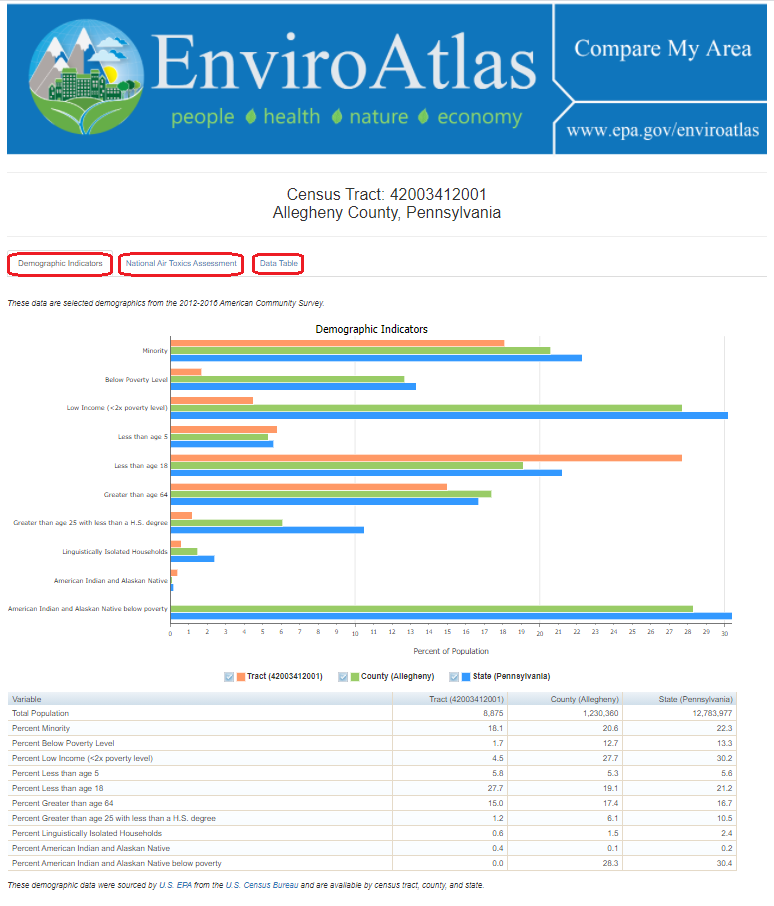 EnviroAtlas
people health nature economy
Compare My Area
www.epa.gov/enviroatlas
Census Tract: 42003412001
Allegheny County, Pennsylvania
Demographic Indicators National Air Toxics Assessment Data Table
These data are selected demographics from the 2012-2016 American Community Survey.
Demographic Indicators
Minority
Below Poverty Level
Low Income (<2x poverty level)
Less than age 5
Less than age 18
Greater than age 64
Greater than age 25 with less than a H.S. degree
Linguistically Isolated Households
American Indian and Alaskan Native
American Indian and Alaskan Native below poverty
0 1 2 3 4 5 6 7 8 9 10 11 12 13 14 15 16 17 18 19 20 21 22 23 24 25 26 27 28 29 30
Percent of Population
Tract (42003412001) County (Allegheny) State (Pennsylvania)
Variable Tract (42003412001) County (Allegheny) State (Pennsylvania)
Total Population 8,875 1,230,360 12,783,977
Percent Minority 18.1 20.6 22.3
Percent Below Poverty Level 1.7 12.7 13.3
Percent Low Income (<2x poverty level) 4.5 27.7 30.2
Percent Less than age 5 5.8 5.3 5.6
Percent Less than age 18 27.7 19.1 21.2
Percent Greater than age 64 15.0 17.4 16.7
Percent Greater than age 25 with less than a H.S. degree 1.2 6.1 10.5
Percent Linguistically Isolated Households 0.6 1.5 2.4
Percent American Indian and Alaskan Native 0.4 0.1 0.2
Percent American Indian and Alaskan Native below poverty 0.0 28.3 30.4
These demographic data were sourced by U.S. EPA from the U.S. Census Bureau and are available by census tract, county, and state.